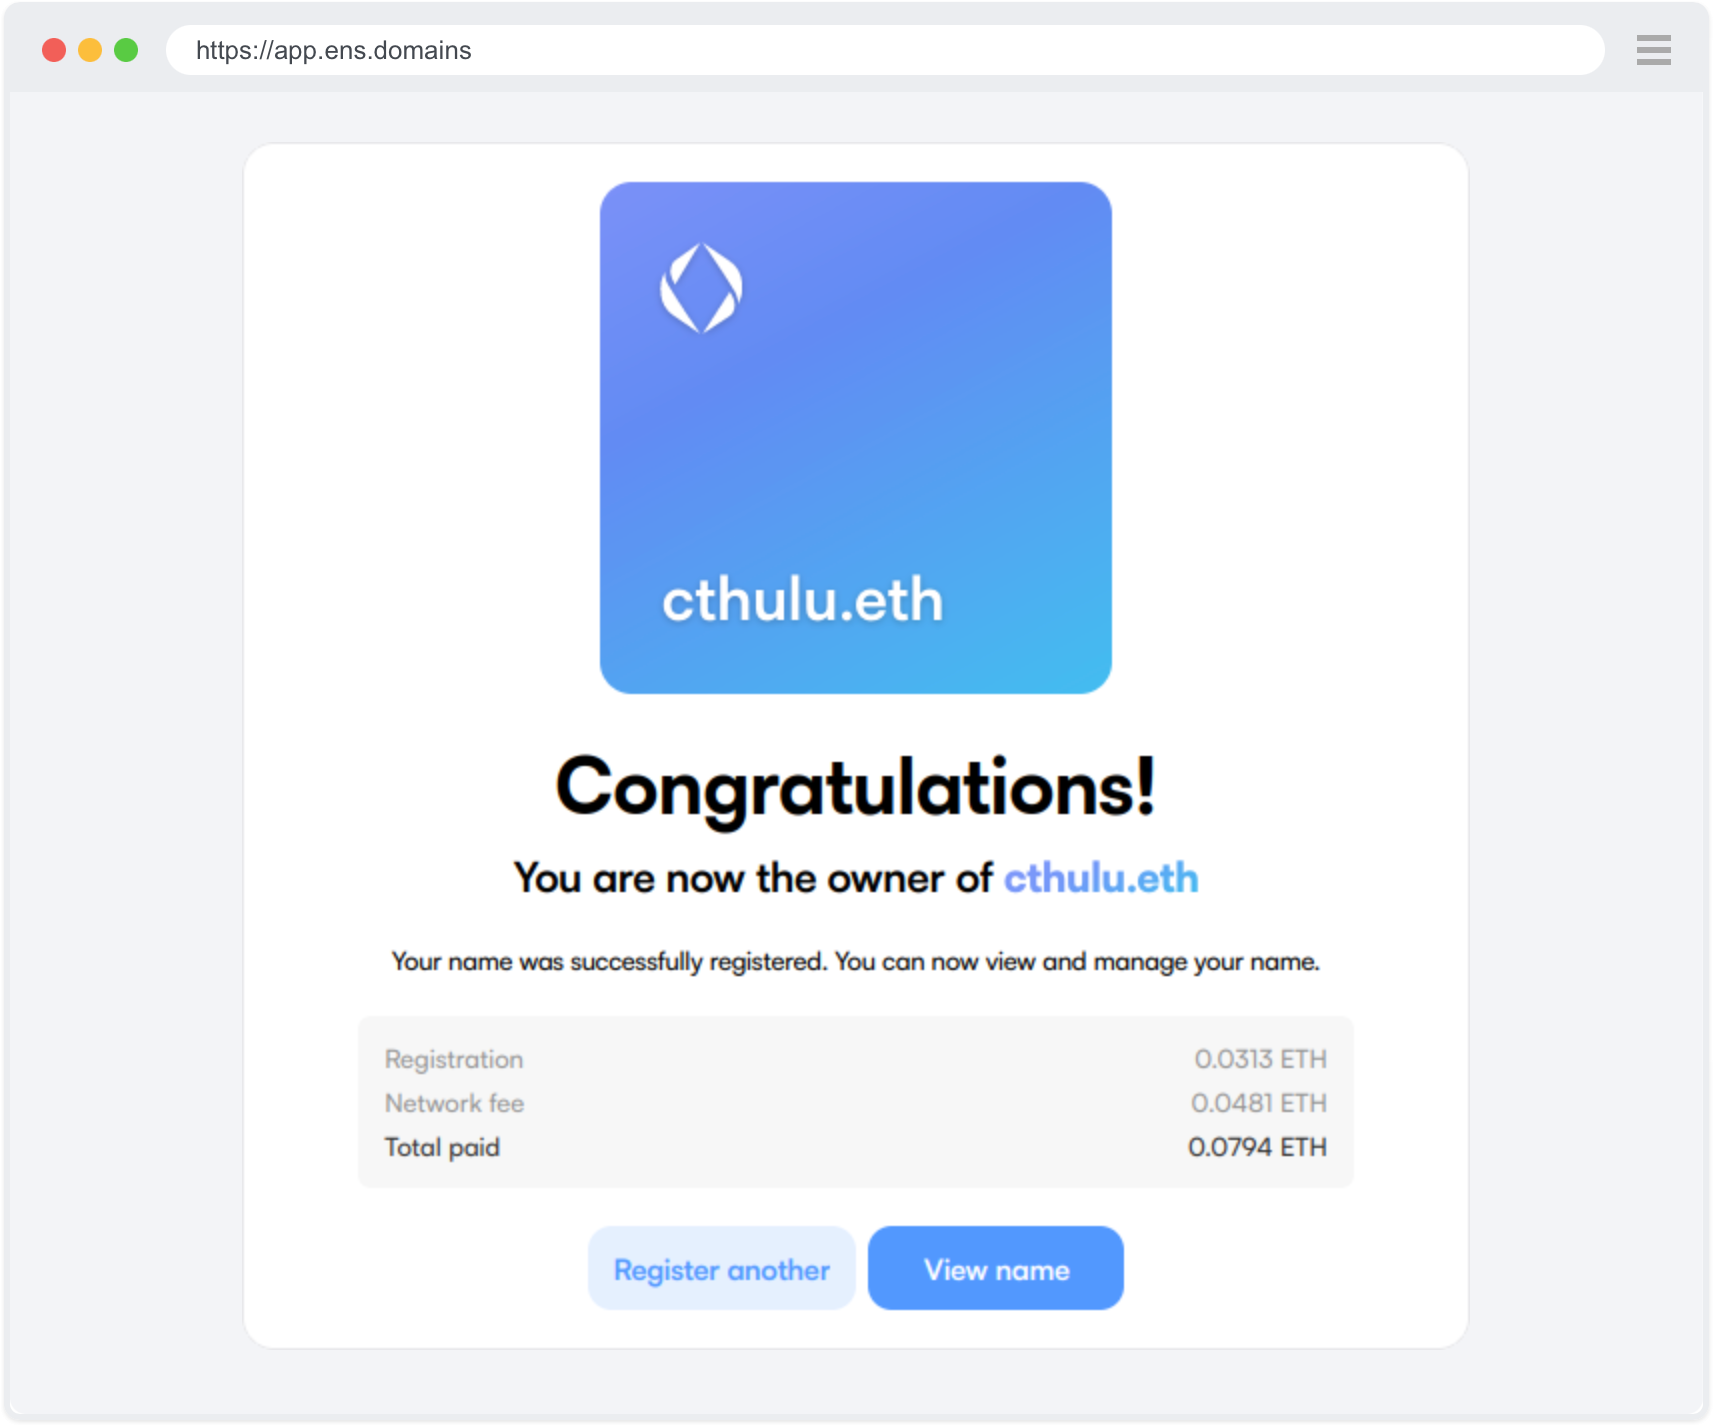 https://app.ens.domains
cthulu.eth
Congratulations!
You are now the owner of cthulu.eth
Your name was successfully registered. You can now view and manage your name.
Registration 0.0313 ETH
Network fee 0.0481 ETH
Total paid 0.0794 ETH
Register another View name